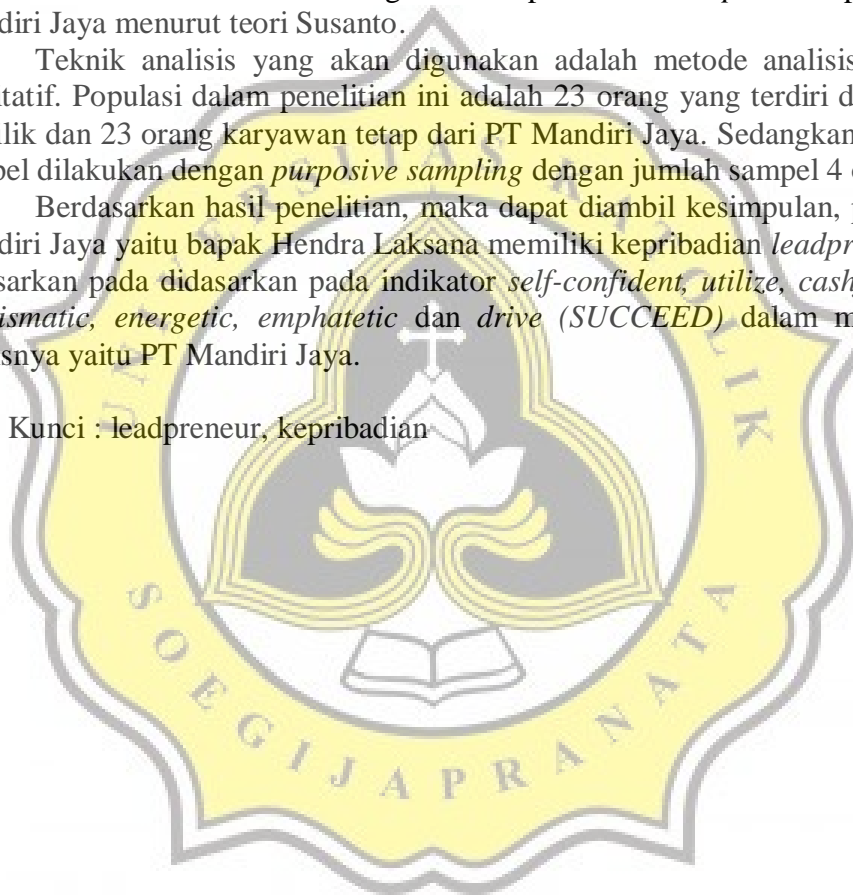 diri Jaya menurut teori Susanto.
Teknik analisis yang akan digunakan adalah metode analisis
itatif. Populasi dalam penelitian ini adalah 23 orang yang terdiri d
ilik dan 23 orang karyawan tetap dari PT Mandiri Jaya. Sedangkan
pel dilakukan dengan purposive sampling dengan jumlah sampel 4
Berdasarkan hasil penelitian, maka dapat diambil kesimpulan,
diri Jaya yaitu bapak Hendra Laksana memiliki kepribadian leadpr
sarkan pada didasarkan pada indikator self-confident, utilize, cash
ismatic, energetic, emphatetic dan drive (SUCCEED) dalam m
snya yaitu PT Mandiri Jaya.
Kunci : leadpreneur, kepribadian
UNIVERSITAS KATOLIK
SOEGIJAPRANATA